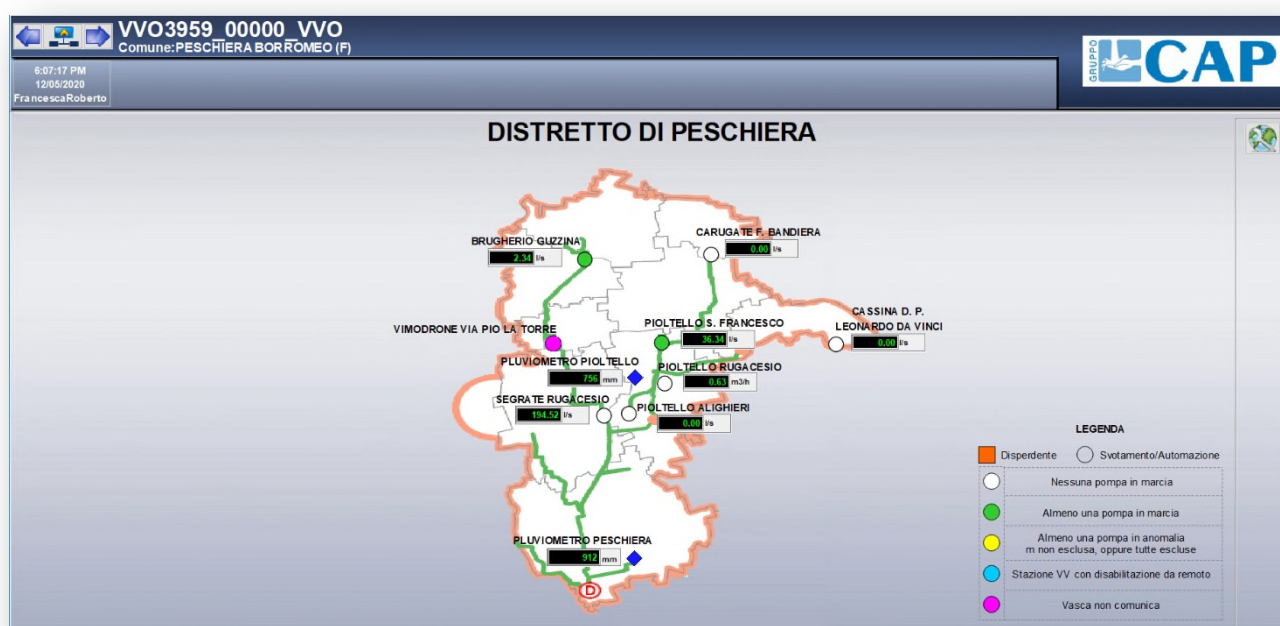 VVO3959_00000_VVO
Comune:PESCHIERA BORROMEO (F)
6:07:17 PM
12/05/2020
FrancescaRoberto
GRUPPO
CAP
DISTRETTO DI PESCHIERA
BRUGHERIO GUZZINA
2.34 l/s
CARUGATE F. BANDIERA
0.00 l/s
CASSINA D. P.
LEONARDO DA VINCI
0.00 l/s
VIMODRONE VIA PIO LA TORRE
PIOLTELLO S. FRANCESCO
36.34 l/s
PLUVIOMETRO PIOLTELLO
756 mm
PIOLTELLO RUGACESIO
0.63 m3/h
SEGRATE RUGACESIO
194.52 l/s
PIOLTELLO ALIGHIERI
0.00 l/s
PLUVIOMETRO PESCHIERA
912 mm
D
LEGENDA
Disperdente
Svotamento/Automazione
Nessuna pompa in marcia
Almeno una pompa in marcia
Almeno una pompa in anomalia
m non esclusa, oppure tutte escluse
Stazione VV con disabilitazione da remoto
Vasca non comunica